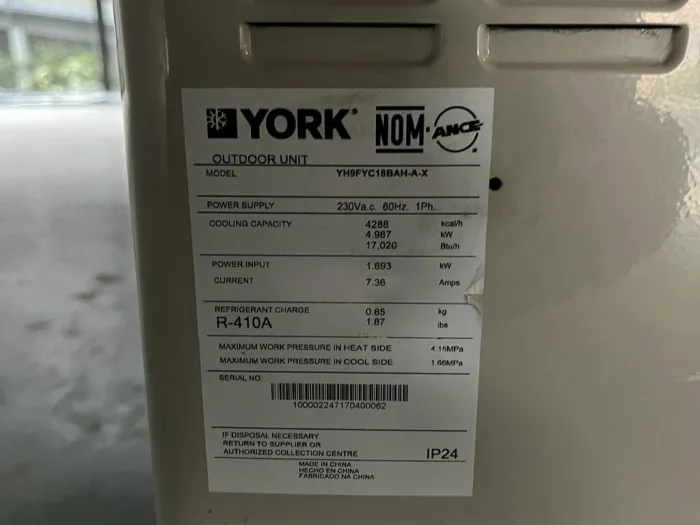 YORK® NOM-ANCE
OUTDOOR UNIT
MODEL YH9FYC18BAH-A-X
POWER SUPPLY 230Va.c. 60Hz. 1Ph.
COOLING CAPACITY 4288 kcal/h
4.987 kW
17,020 Btu/h
POWER INPUT 1.693 kW
CURRENT 7.36 Amps
REFRIGERANT CHARGE 0.85 kg
R-410A 1.87 lbs
MAXIMUM WORK PRESSURE IN HEAT SIDE 4.15MPa
MAXIMUM WORK PRESSURE IN COOL SIDE 1.66MPa
SERIAL NO.
100002247170400062
IF DISPOSAL NECESSARY
RETURN TO SUPPLIER OR
AUTHORIZED COLLECTION CENTRE IP24
MADE IN CHINA
HECHO EN CHINA
FABRICADO NA CHINA